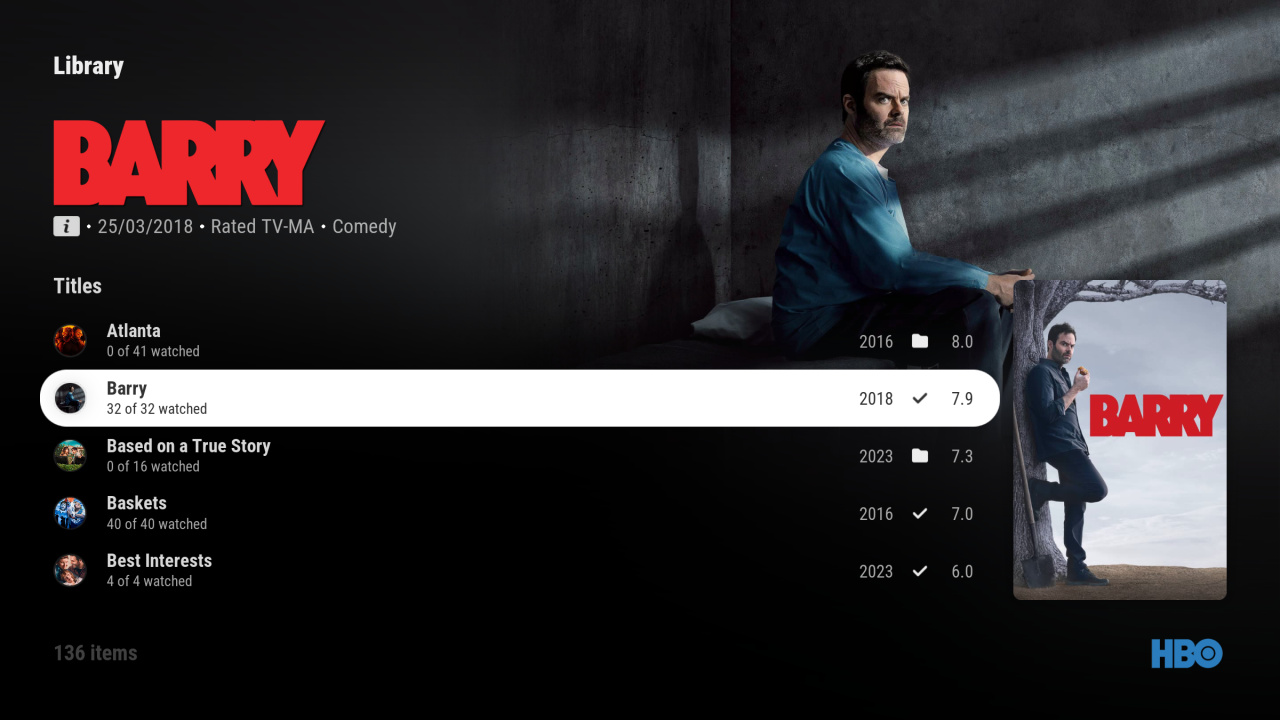 Library
BARRY
i • 25/03/2018 • Rated TV-MA • Comedy
Titles
Atlanta
0 of 41 watched
2016 8.0
Barry
32 of 32 watched
2018 7.9
Based on a True Story
0 of 16 watched
2023 7.3
Baskets
40 of 40 watched
2016 7.0
Best Interests
4 of 4 watched
2023 6.0
BARRY
136 items
HBO